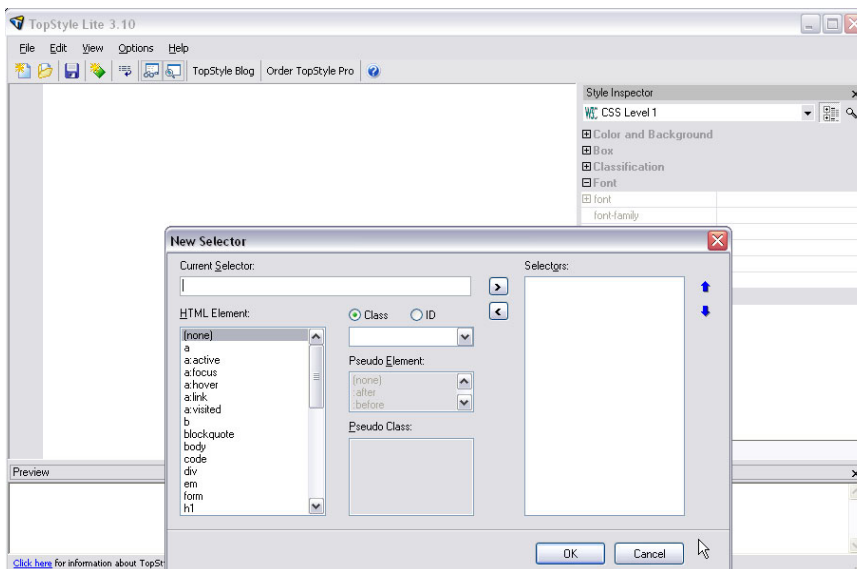 TopStyle Lite 3.10
File Edit View Options Help
TopStyle Blog Order TopStyle Pro
Style Inspector
W3C CSS Level 1
Color and Background
Box
Classification
Font
font
font-family
New Selector
Current Selector:
Selectors:
HTML Element:
Class ID
(none)
a
a:active
a:focus
a:hover
a:link
a:visited
b
blockquote
body
code
div
em
form
h1
Pseudo Element:
(none)
:after
:before
Pseudo Class:
OK Cancel
Preview
Click here for information about TopSt